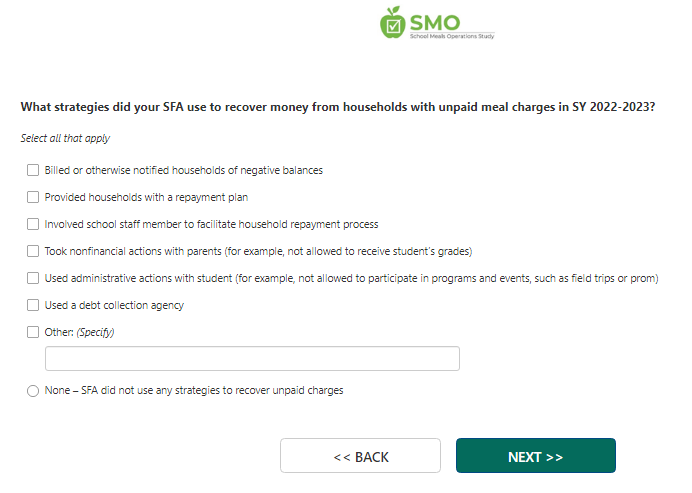 SMO
School Meals Operations Study
What strategies did your SFA use to recover money from households with unpaid meal charges in SY 2022-2023?
Select all that apply
Billed or otherwise notified households of negative balances
Provided households with a repayment plan
Involved school staff member to facilitate household repayment process
Took nonfinancial actions with parents (for example, not allowed to receive student's grades)
Used administrative actions with student (for example, not allowed to participate in programs and events, such as field trips or prom)
Used a debt collection agency
Other: (Specify)
None – SFA did not use any strategies to recover unpaid charges
<< BACK
NEXT >>